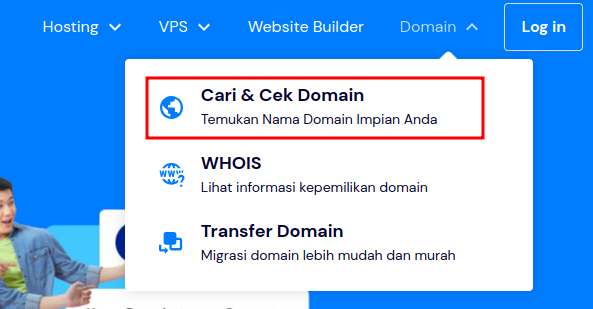 Hosting VPS Website Builder Domain Log in
Cari & Cek Domain
Temukan Nama Domain Impian Anda
WHOIS
Lihat informasi kepemilikan domain
Transfer Domain
Migrasi domain lebih mudah dan murah